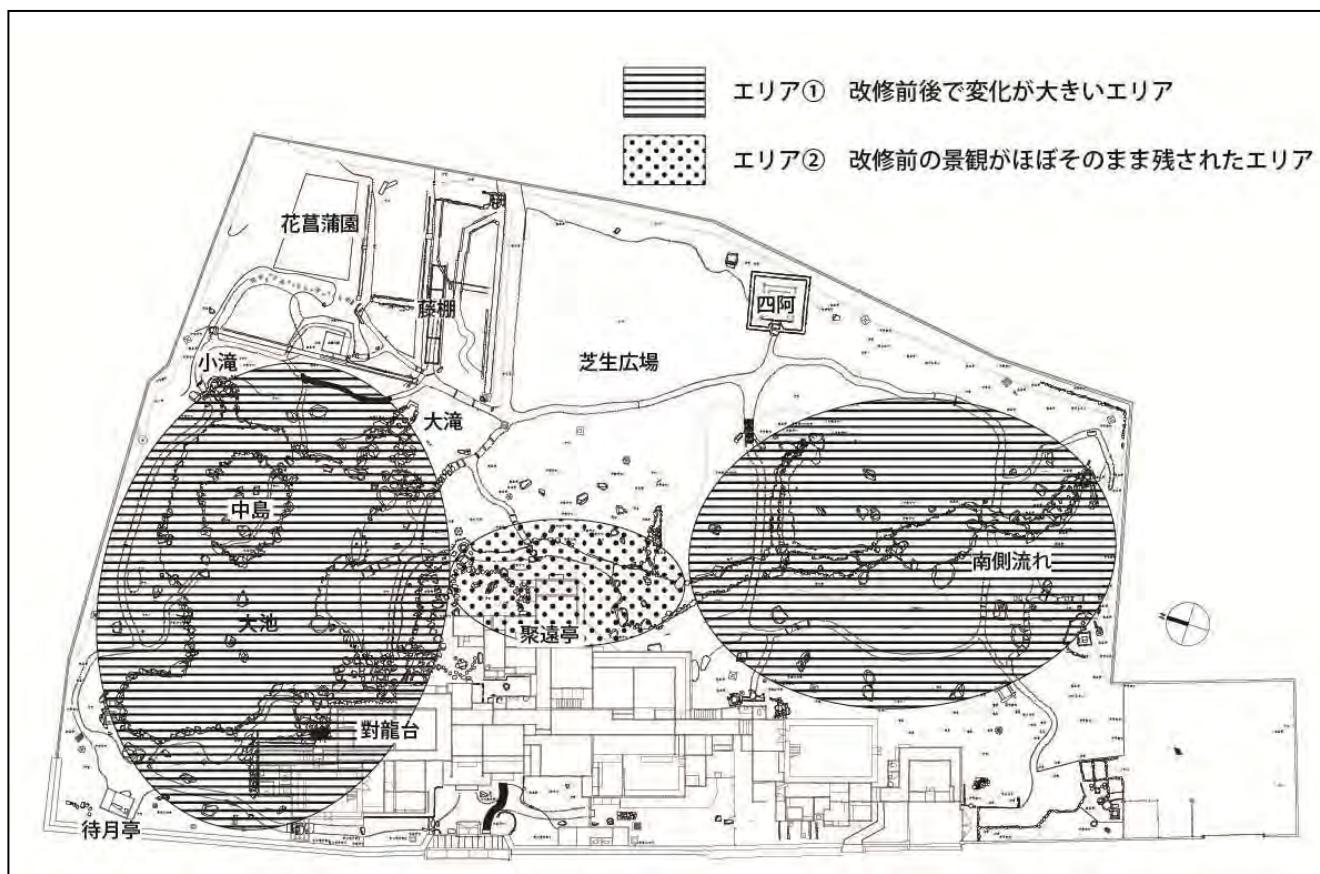 エリア① 改修前後で変化が大きいエリア
エリア② 改修前の景観がほぼそのまま残されたエリア
花菖蒲園
藤棚
四阿
芝生広場
小滝
大滝
中島
南側流れ
大池
聚遠亭
對龍台
待月亭
N